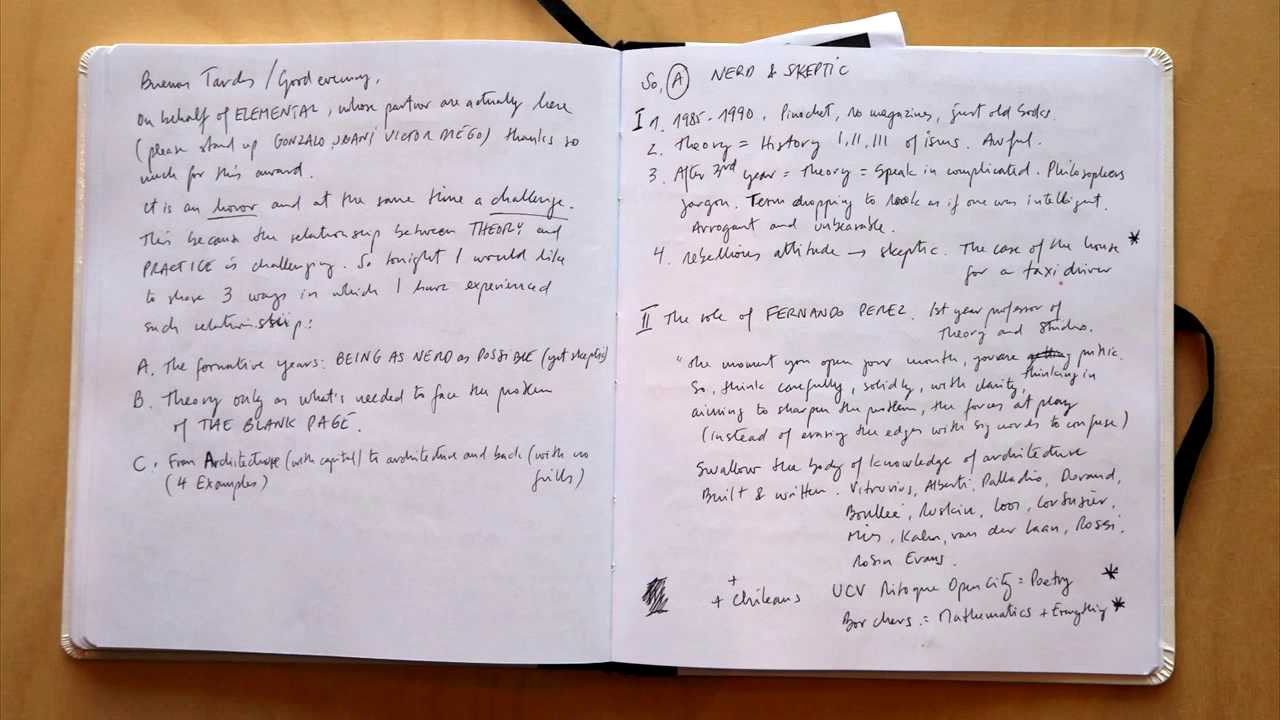 Buenas Tardes / Good evening,
on behalf of ELEMENTAL, whose partner are actually here
(please stand up GONZALO, JUAN, VICTOR DIEGO) thanks so
much for this award.
it is an honor and at the same time a challenge.
This because the relationship between THEORY and
PRACTICE is challenging. So tonight I would like
to share 3 ways in which I have experienced
such relationship:
A. The formative years: BEING AS NERD as POSSIBLE (yet skeptic)
B. Theory only as what's needed to face the problem
of THE BLANK PAGE.
C. From Architecture (with capital) to architecture and back (with no
(4 Examples) frills)
So, A NERD & SKEPTIC
I 1. 1985-1990. Pinochet, no magazines, just old books.
2. Theory = History I, II, III of isms. Awful.
3. After 3rd year = Theory = Speak in complicated. Philosophers
jargon. Term dropping to look as if one was intelligent.
Arrogant and unbearable.
4. rebellious attitude → skeptic. The case of the house *
for a taxi driver
II The role of FERNANDO PEREZ. 1st year professor of
Theory and Studio.
"the moment you open your mouth, you are public.
thinking in
So, think carefully, solidly, with clarity,
aiming to sharpen the problem, the forces at play
(instead of erasing the edges with big words to confuse)
Swallow the body of knowledge of architecture
Built & written. Vitruvius, Alberti, Palladio, Durand,
Boullée, Ruskin, Loos, Corbusier,
Mies, Kahn, van der Laan, Rossi,
Robin Evans.
+ + Chileans UCV Ritoque Open City = Poetry *
Borchers = Mathematics + Everything *